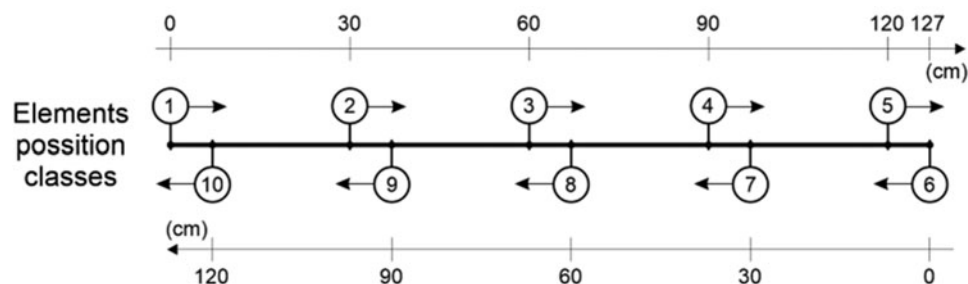 0 30 60 90 120 127
(cm)
1 2 3 4 5
Elements
possition
classes
10 9 8 7 6
(cm)
120 90 60 30 0